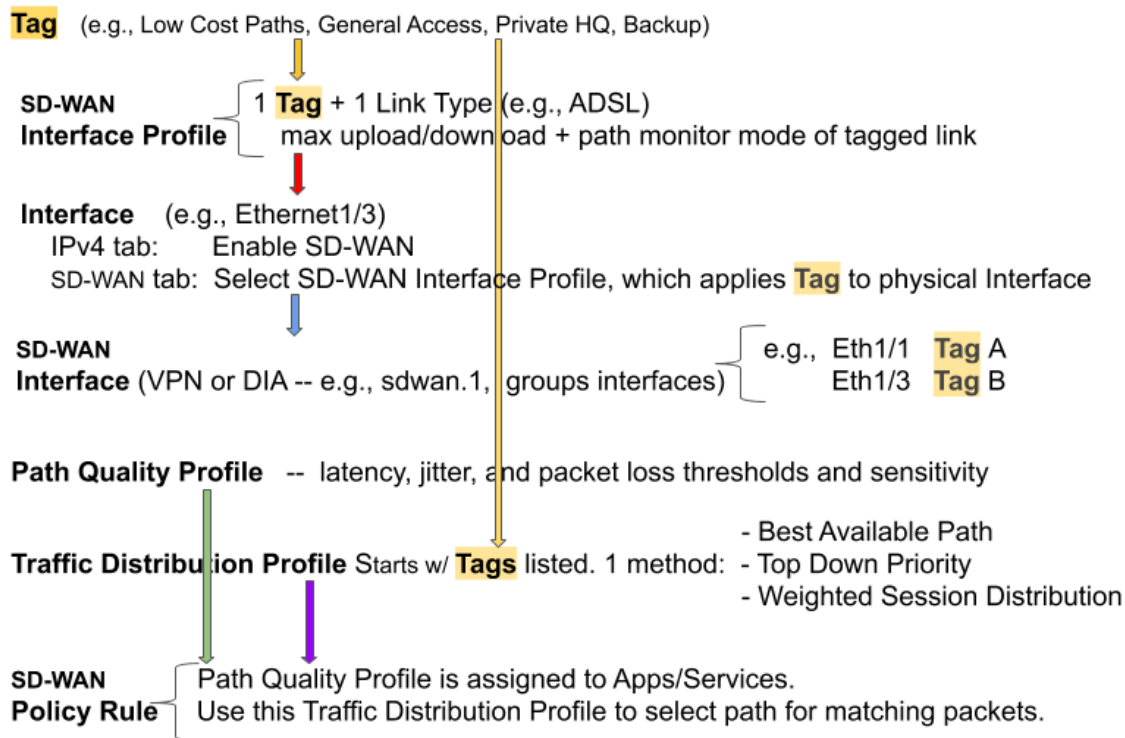 Tag (e.g., Low Cost Paths, General Access, Private HQ, Backup)
SD-WAN 1 Tag + 1 Link Type (e.g., ADSL)
Interface Profile max upload/download + path monitor mode of tagged link
Interface (e.g., Ethernet1/3)
IPv4 tab: Enable SD-WAN
SD-WAN tab: Select SD-WAN Interface Profile, which applies Tag to physical Interface
SD-WAN e.g., Eth1/1 Tag A
Interface (VPN or DIA -- e.g., sdwan.1, groups interfaces) Eth1/3 Tag B
Path Quality Profile -- latency, jitter, and packet loss thresholds and sensitivity
- Best Available Path
Traffic Distribution Profile Starts w/ Tags listed. 1 method: - Top Down Priority
- Weighted Session Distribution
SD-WAN Path Quality Profile is assigned to Apps/Services.
Policy Rule Use this Traffic Distribution Profile to select path for matching packets.